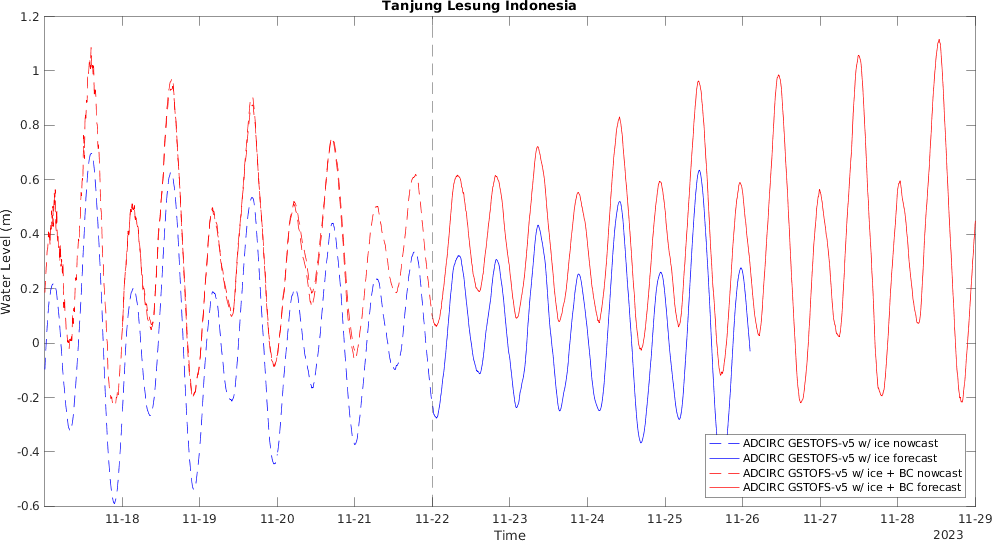 Tanjung Lesung Indonesia
1.2
1
0.8
0.6
0.4
0.2
0
-0.2
-0.4
-0.6
Water Level (m)
ADCIRC GESTOFS-v5 w/ ice nowcast
ADCIRC GESTOFS-v5 w/ ice forecast
ADCIRC GSTOFS-v5 w/ ice + BC nowcast
ADCIRC GSTOFS-v5 w/ ice + BC forecast
11-18 11-19 11-20 11-21 11-22 11-23 11-24 11-25 11-26 11-27 11-28 11-29
Time
2023